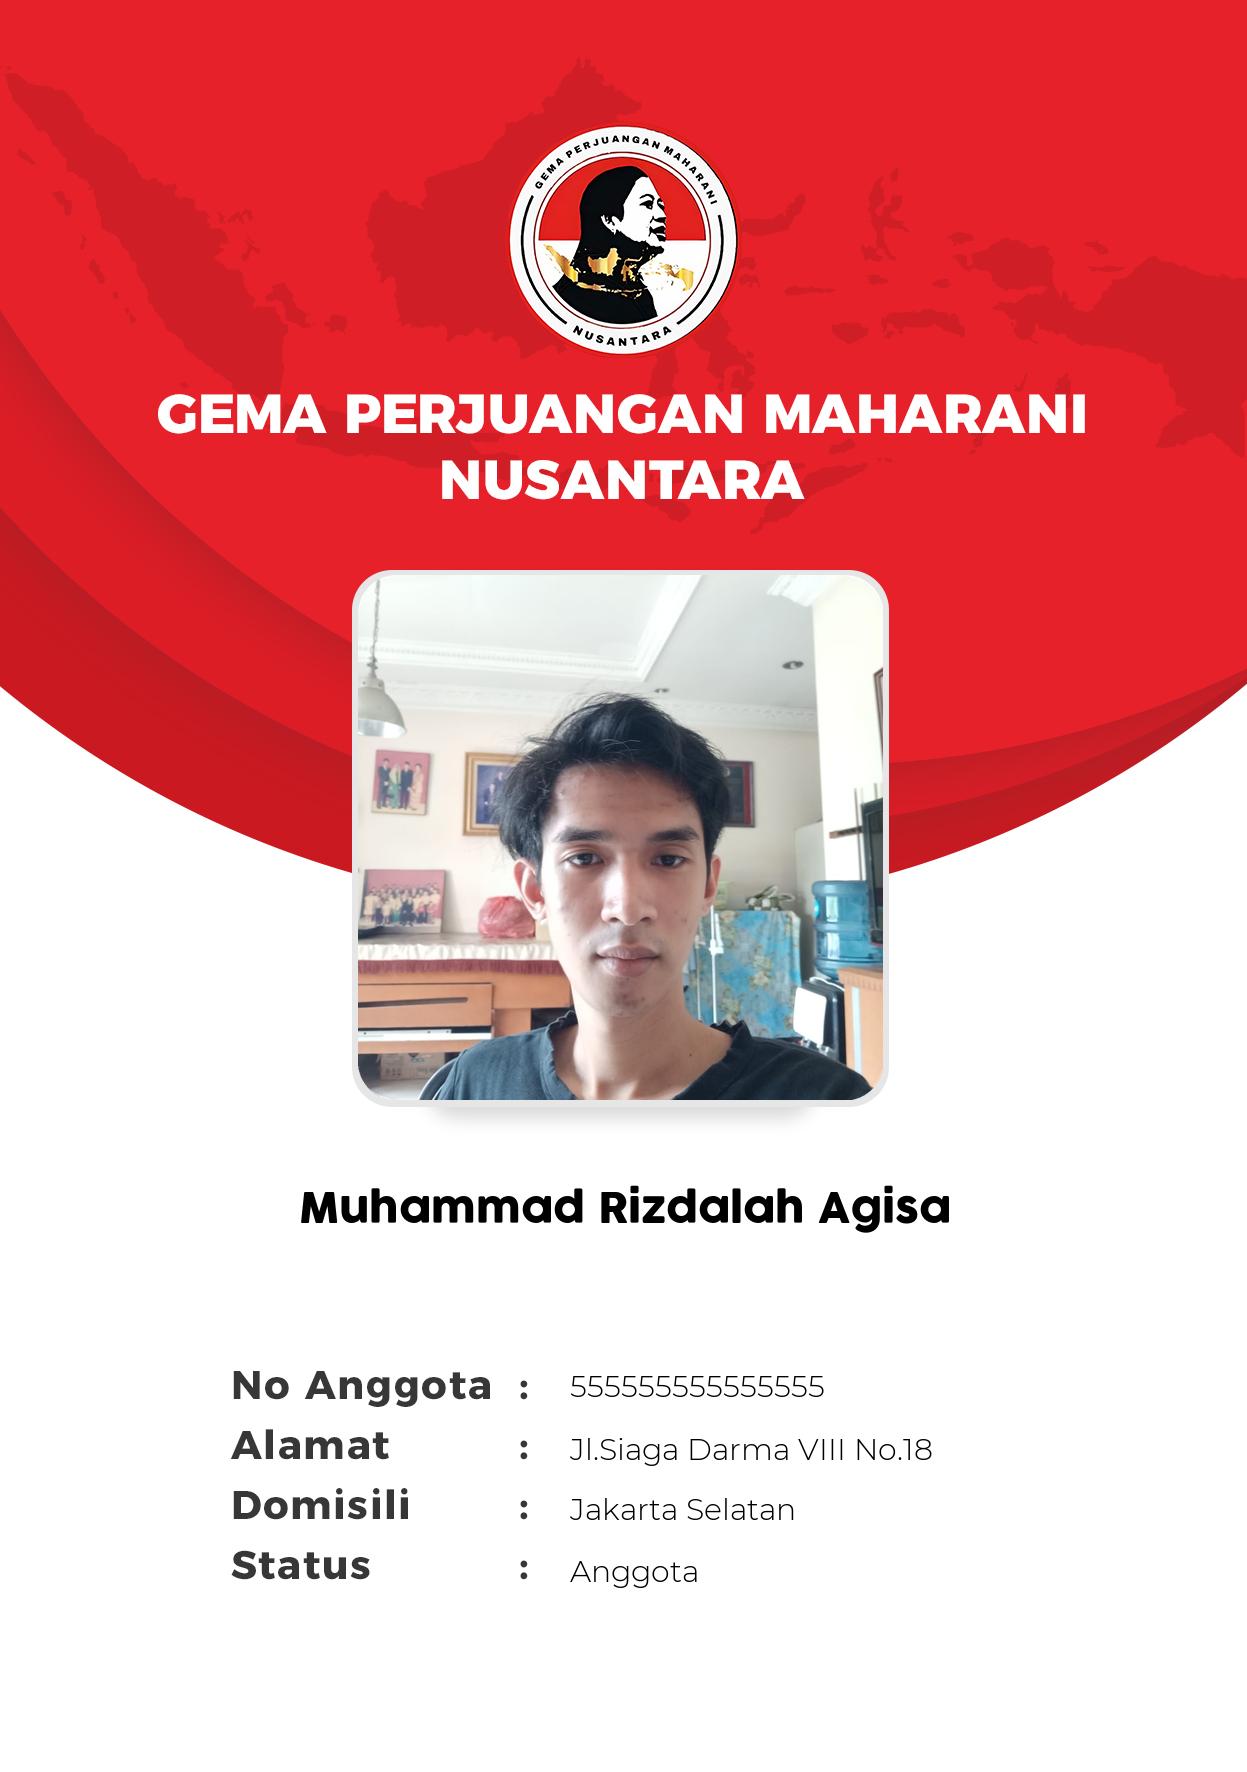 GEMA PERJUANGAN MAHARANI
NUSANTARA
GEMA PERJUANGAN MAHARANI
NUSANTARA
Muhammad Rizdalah Agisa
No Anggota : 555555555555555
Alamat : Jl.Siaga Darma VIII No.18
Domisili : Jakarta Selatan
Status : Anggota